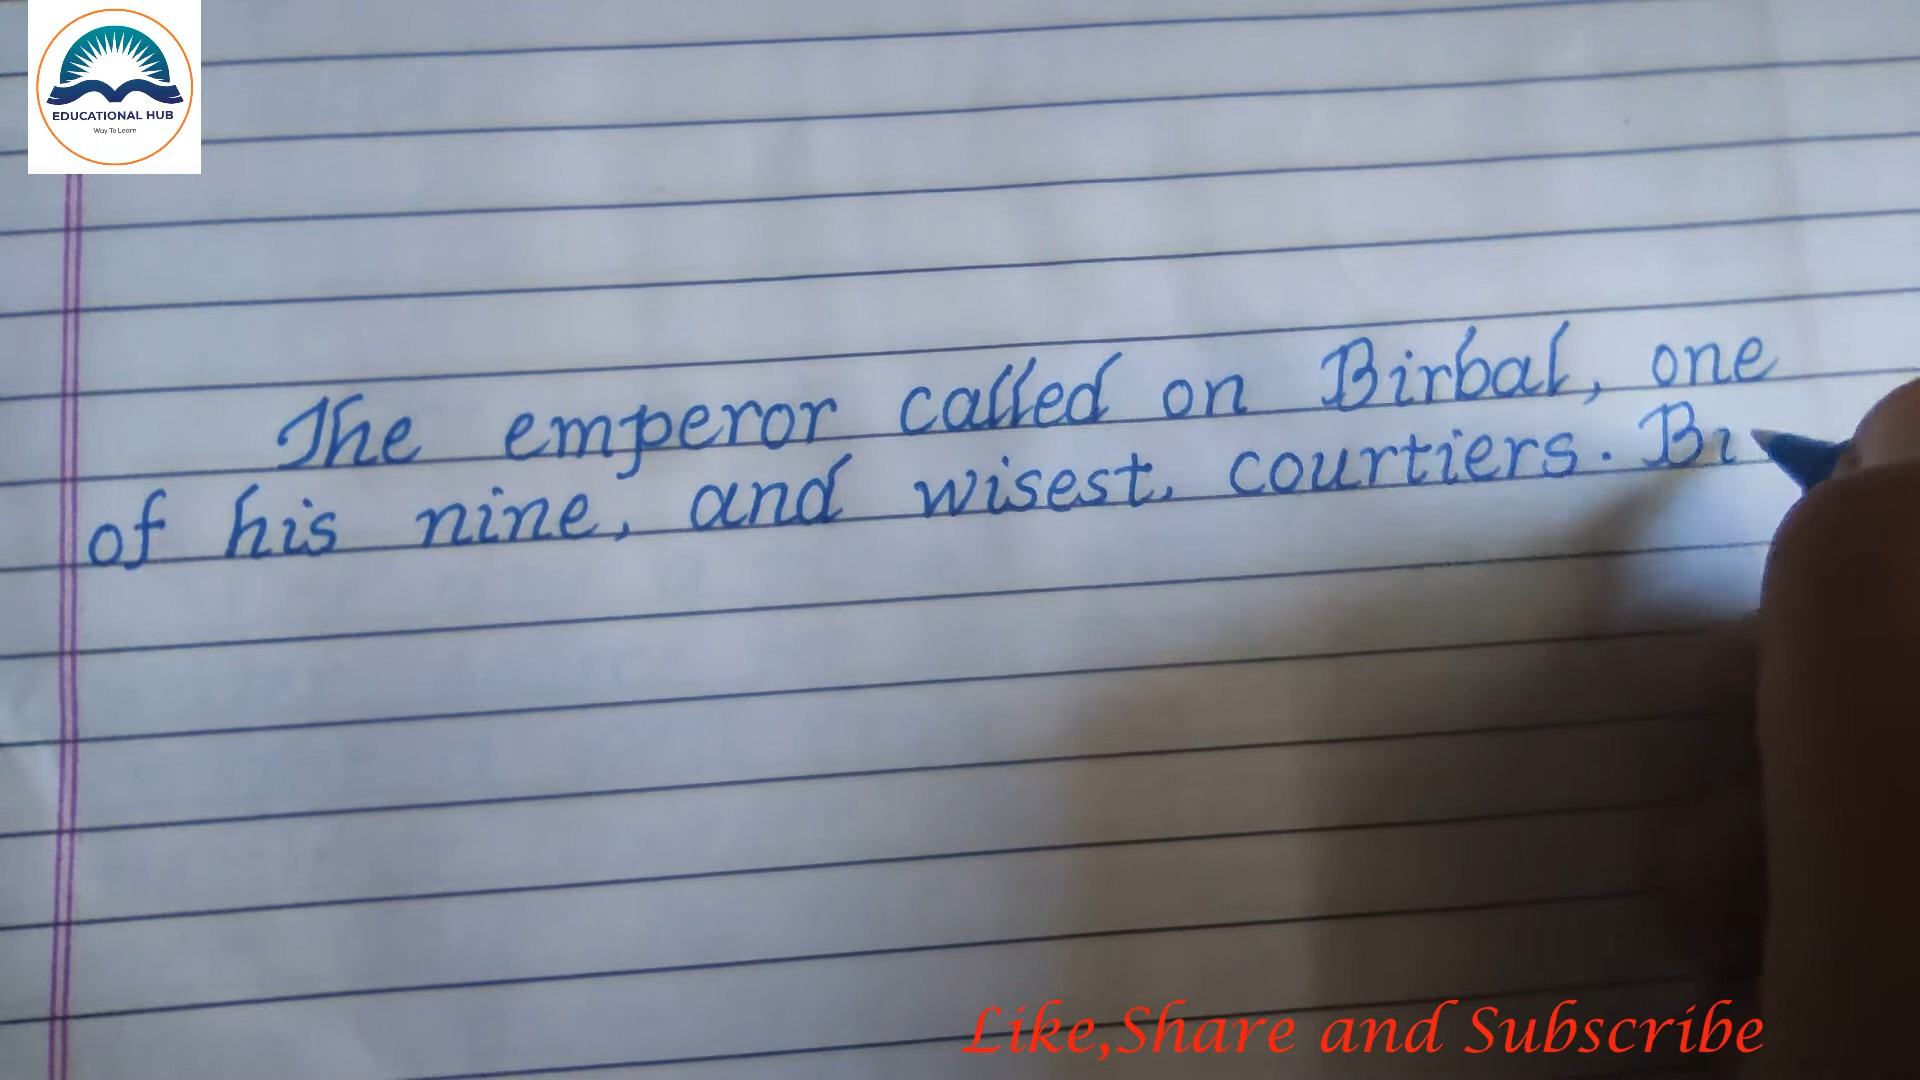 EDUCATIONAL HUB
Way To Learn
The emperor called on Birbal, one
of his nine, and wisest, courtiers. Bi
Like,Share and Subscribe